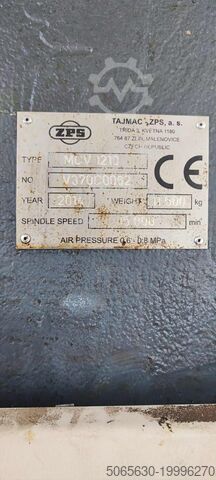 ZPS
TAJMAC-ZPS, a. s.
TŘÍDA 3. KVĚTNA 1180
764 87 ZLÍN, MALENOVICE
CZECH REPUBLIC
TYPE MCV 1210
CE
NO
YEAR WEIGHT kg
SPINDLE SPEED min
AIR PRESSURE 0,6 - 0,8 MPa
5065630-19996270